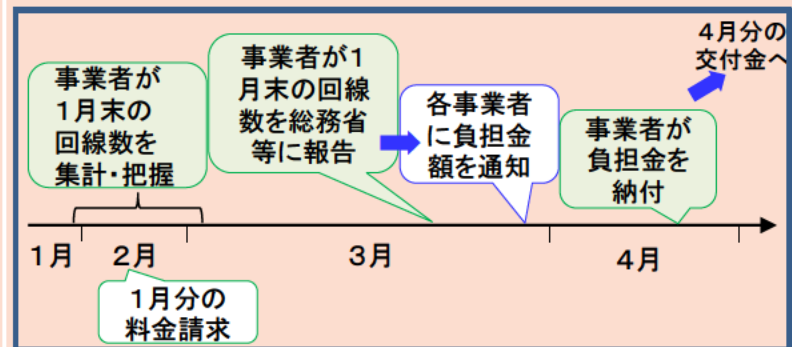 事業者が
１月末の
回線数を
集計・把握
事業者が１
月末の回線
数を総務省
等に報告
各事業者
に負担金
額を通知
事業者が
負担金を
納付
４月分の
交付金へ
１月
２月
３月
４月
１月分の
料金請求